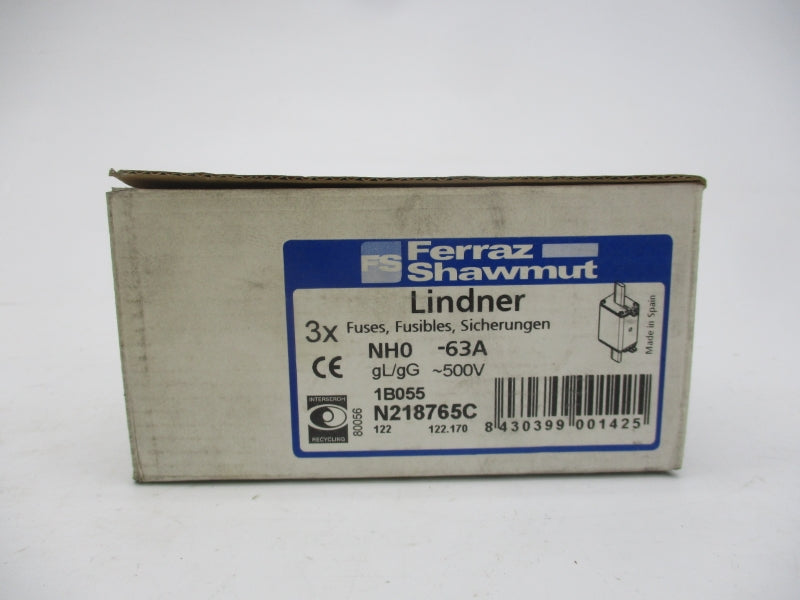 FS Ferraz Shawmut
Lindner
3x Fuses, Fusibles, Sicherungen
CE NH0 -63A
gL/gG ~500V
Made in Spain
1B055
N218765C
122 122.170
8 430399 001425
INTERSEROH
RECYCLING
80056